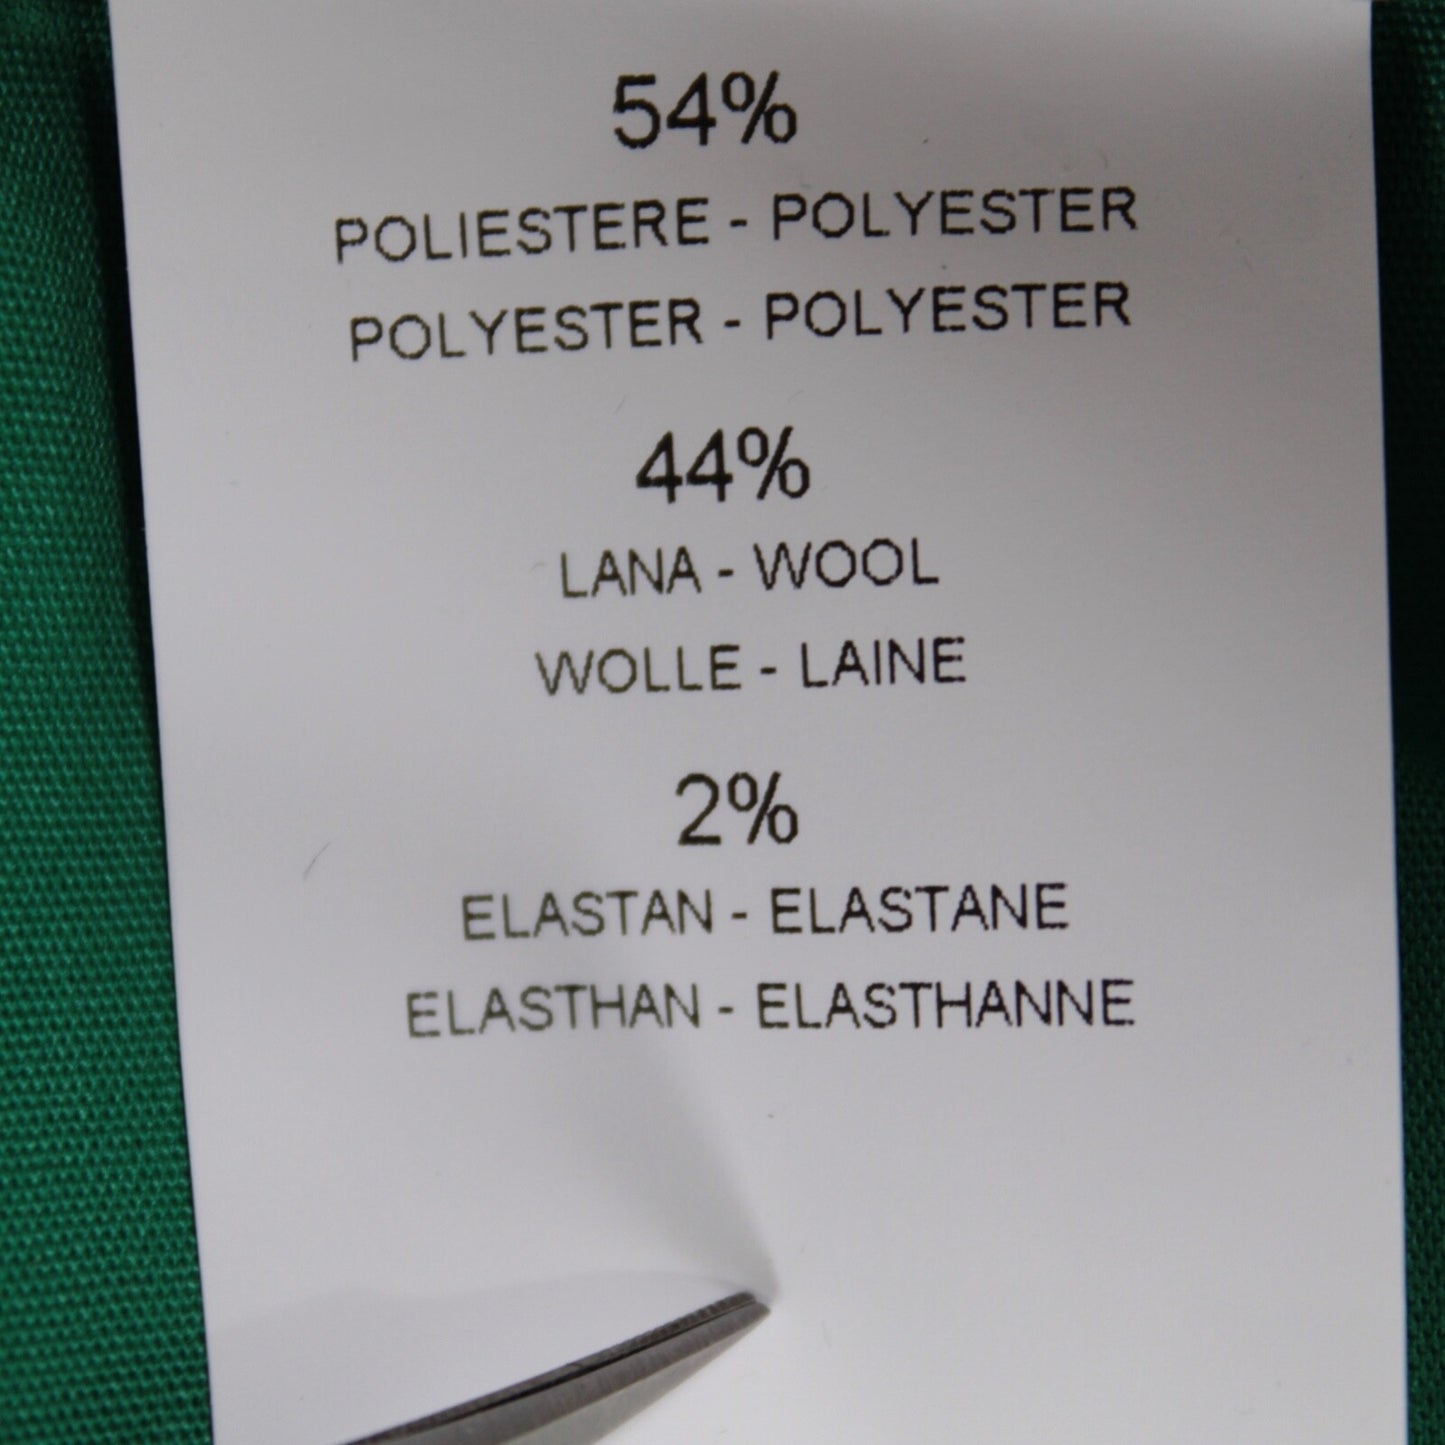 54%
POLIESTERE - POLYESTER
POLYESTER - POLYESTER
44%
LANA - WOOL
WOLLE - LAINE
2%
ELASTAN - ELASTANE
ELASTHAN - ELASTHANNE